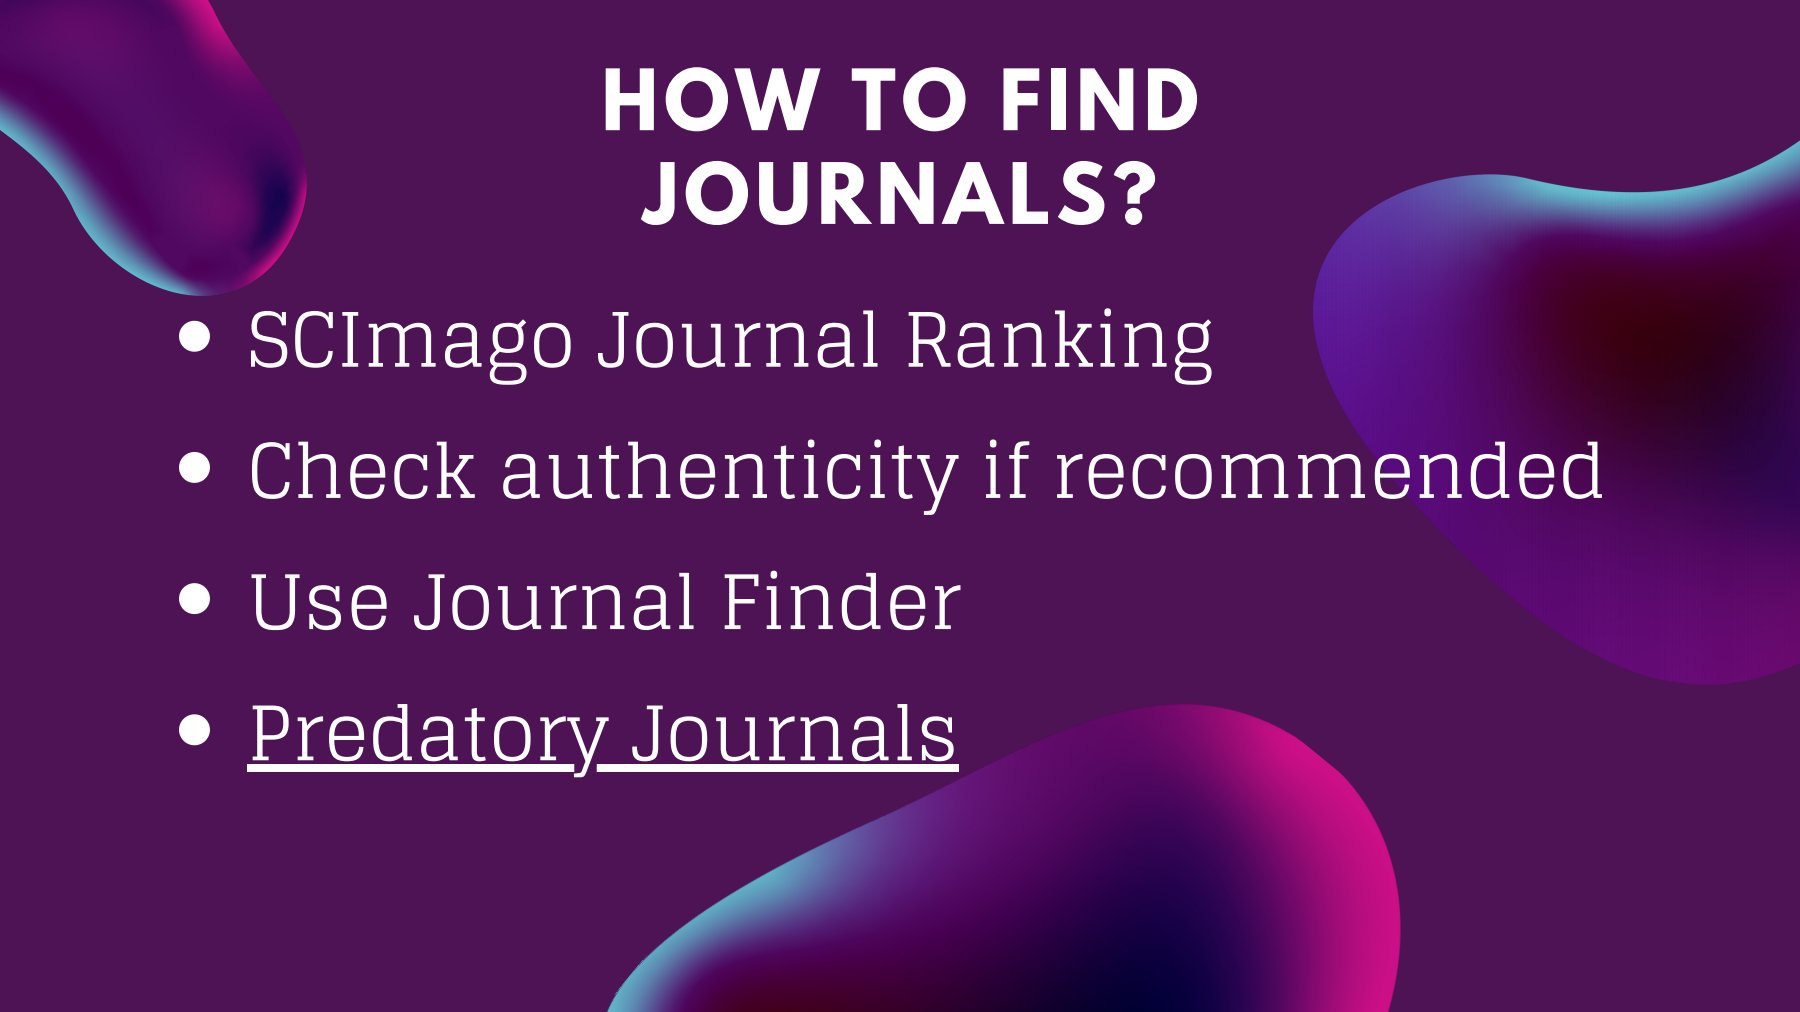 HOW TO FIND
JOURNALS?
• SCImago Journal Ranking
• Check authenticity if recommended
• Use Journal Finder
• Predatory Journals